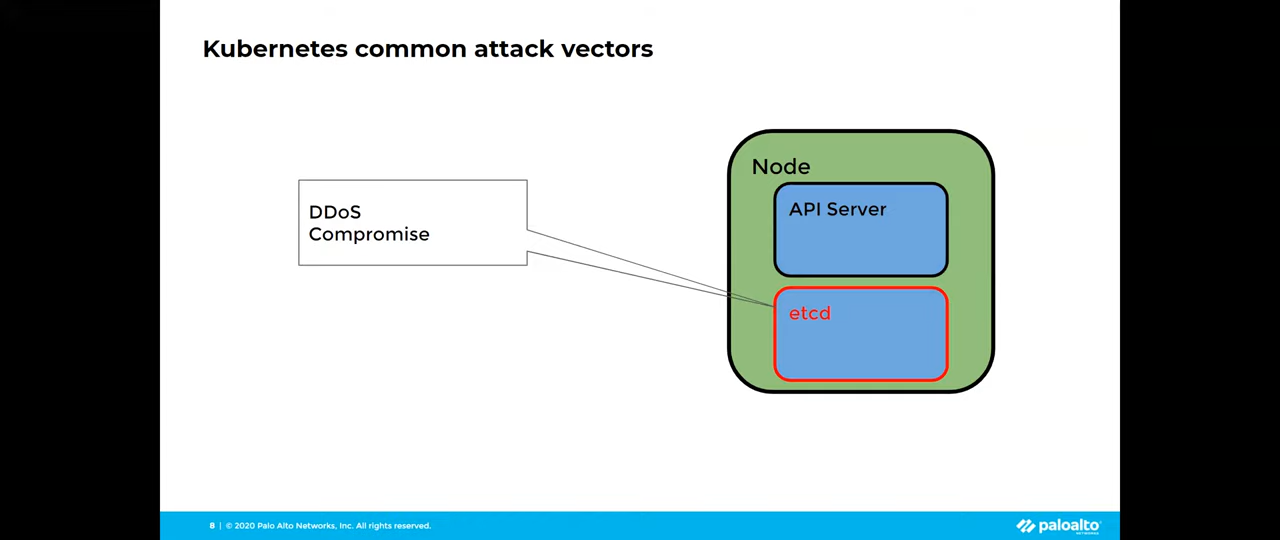 Kubernetes common attack vectors
DDoS
Compromise
Node
API Server
etcd
8 | © 2020 Palo Alto Networks, Inc. All rights reserved.
paloalto
NETWORKS